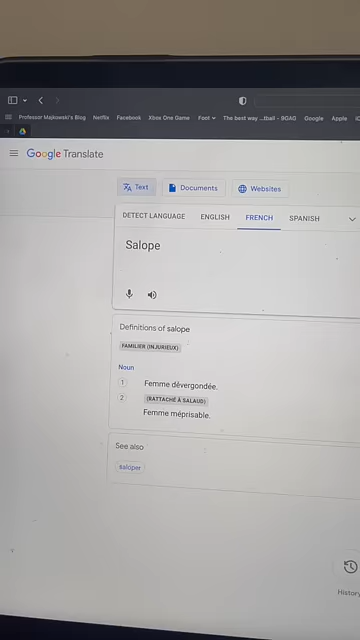 Professor Majkowski's Blog Netflix Facebook Xbox One Game Foot The best way ...tball - 9GAG Google Apple
Google Translate
Text Documents Websites
DETECT LANGUAGE ENGLISH FRENCH SPANISH
Salope
Definitions of salope
FAMILIER (INJURIEUX)
Noun
1 Femme dévergondée.
2 (RATTACHÉ À SALAUD)
Femme méprisable.
See also
saloper
History